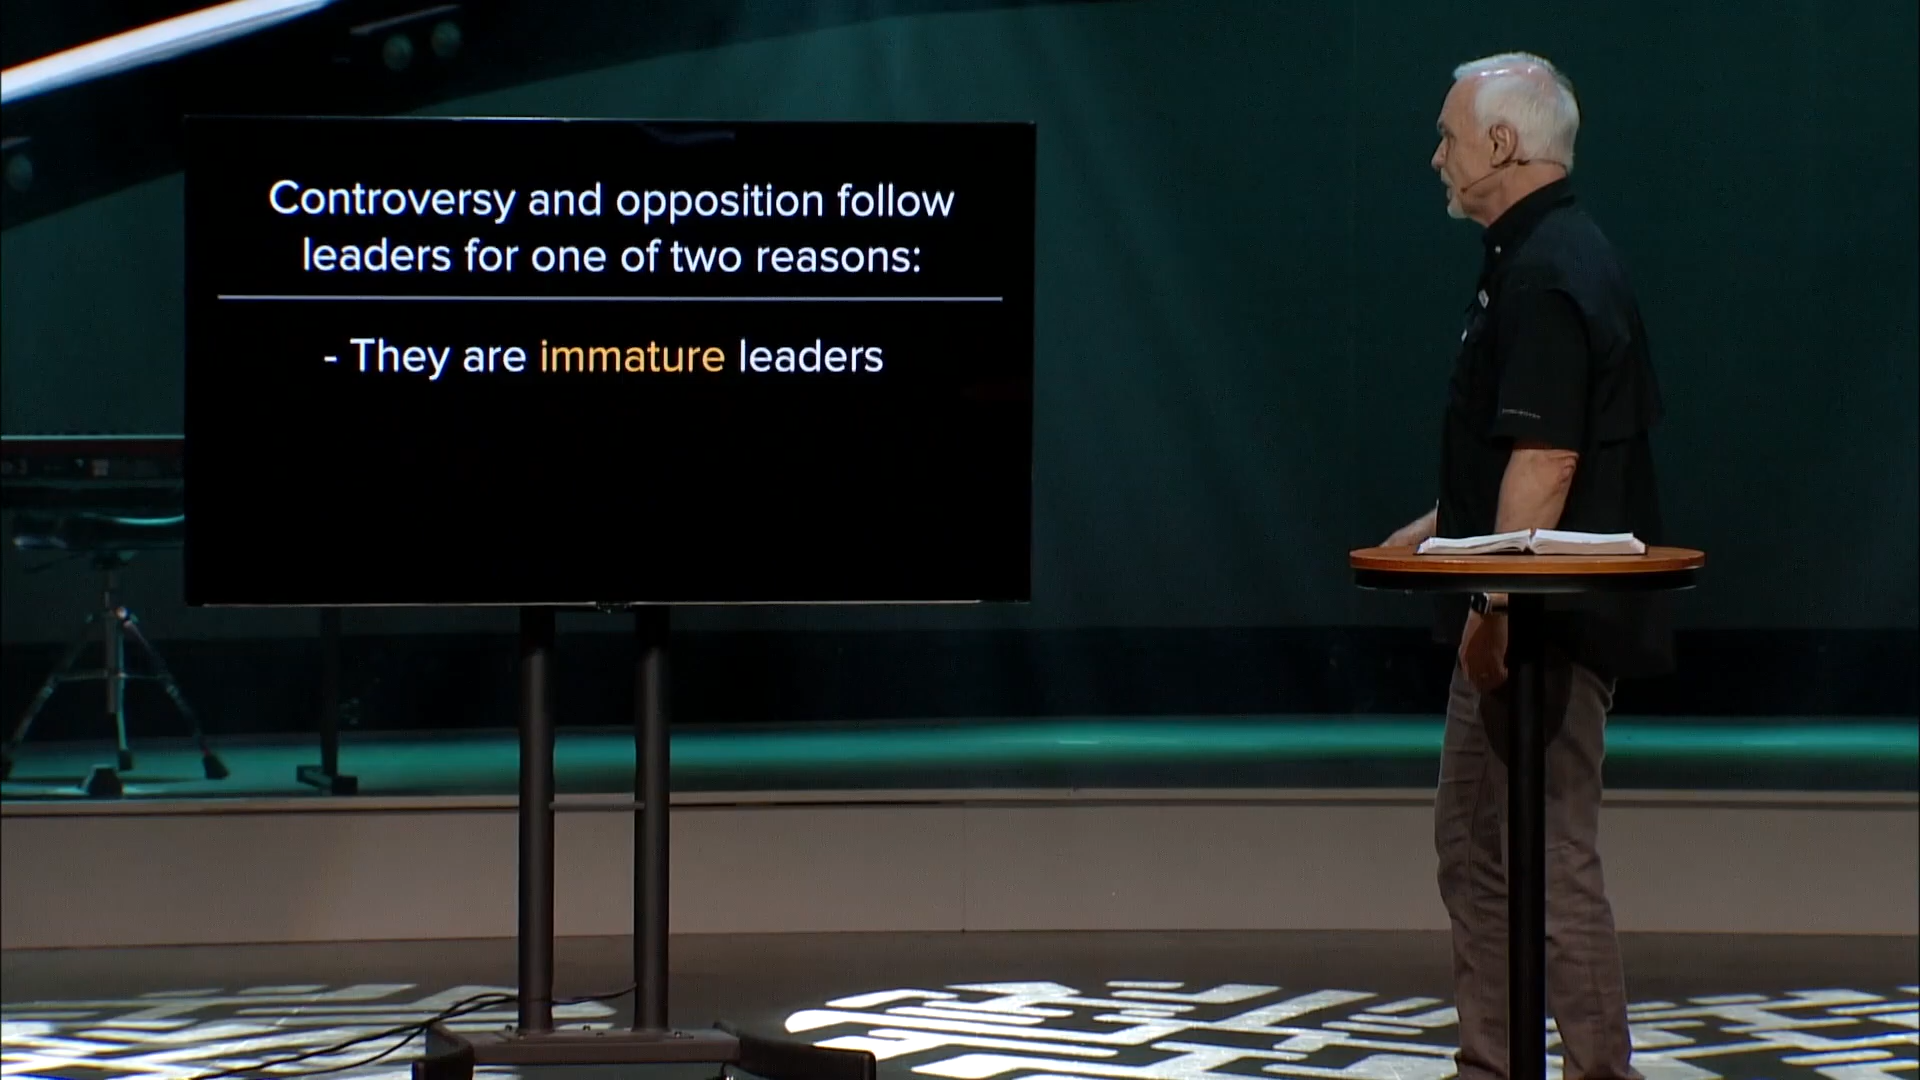 Controversy and opposition follow
leaders for one of two reasons:
- They are immature leaders